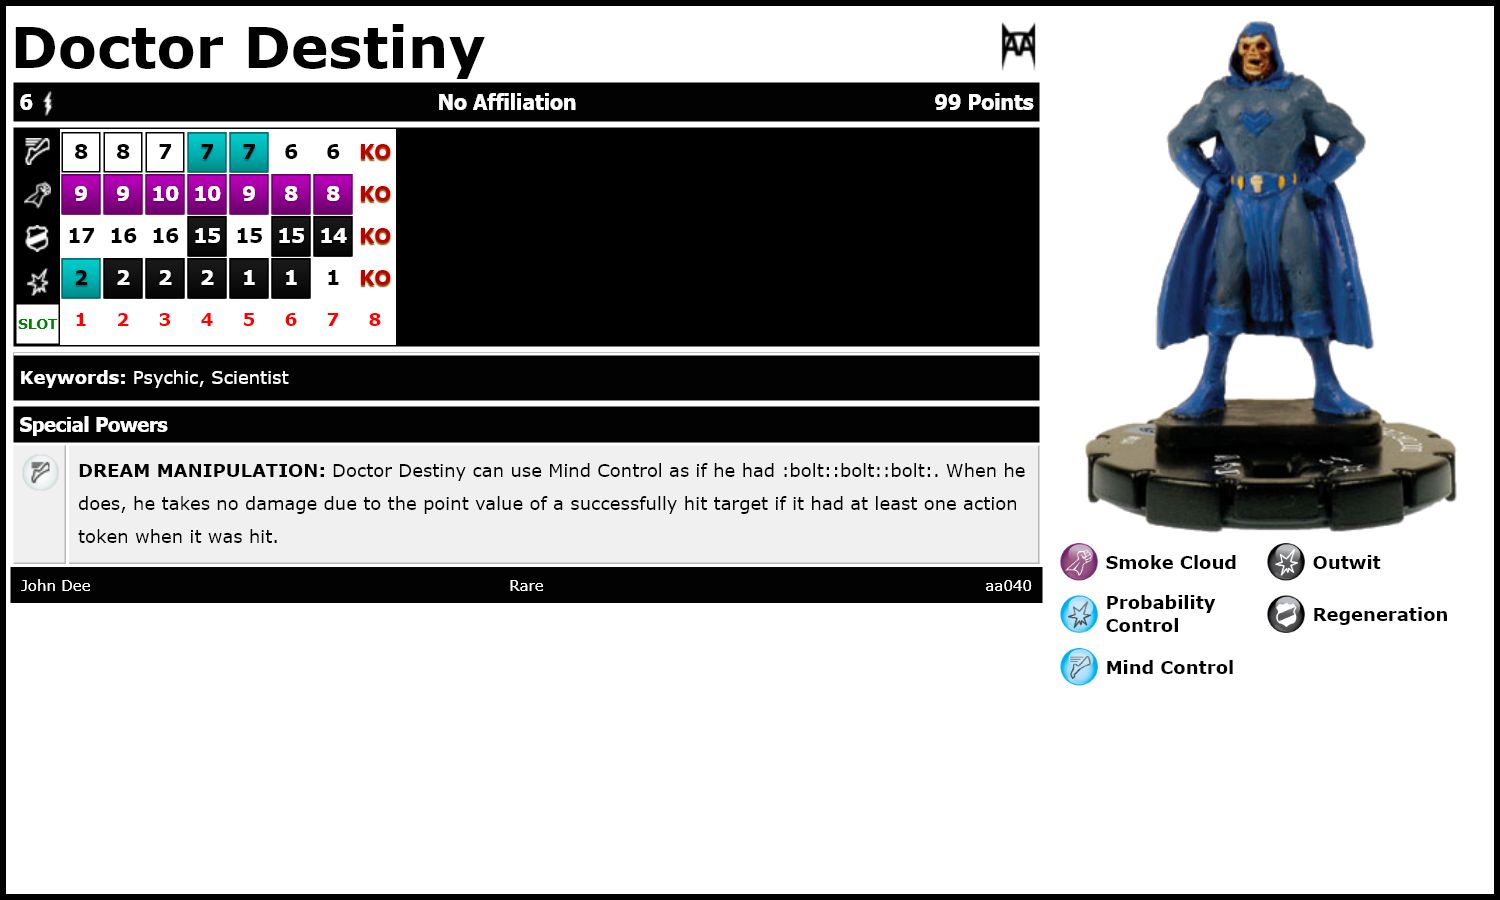 Doctor Destiny
6 No Affiliation 99 Points
8 8 7 7 7 6 6 KO
9 9 10 10 9 8 8 KO
17 16 16 15 15 15 14 KO
2 2 2 2 1 1 1 KO
SLOT 1 2 3 4 5 6 7 8
Keywords: Psychic, Scientist
Special Powers
DREAM MANIPULATION: Doctor Destiny can use Mind Control as if he had :bolt::bolt::bolt:. When he
does, he takes no damage due to the point value of a successfully hit target if it had at least one action
token when it was hit.
John Dee Rare aa040
Smoke Cloud Outwit
Probability
Control
Regeneration
Mind Control